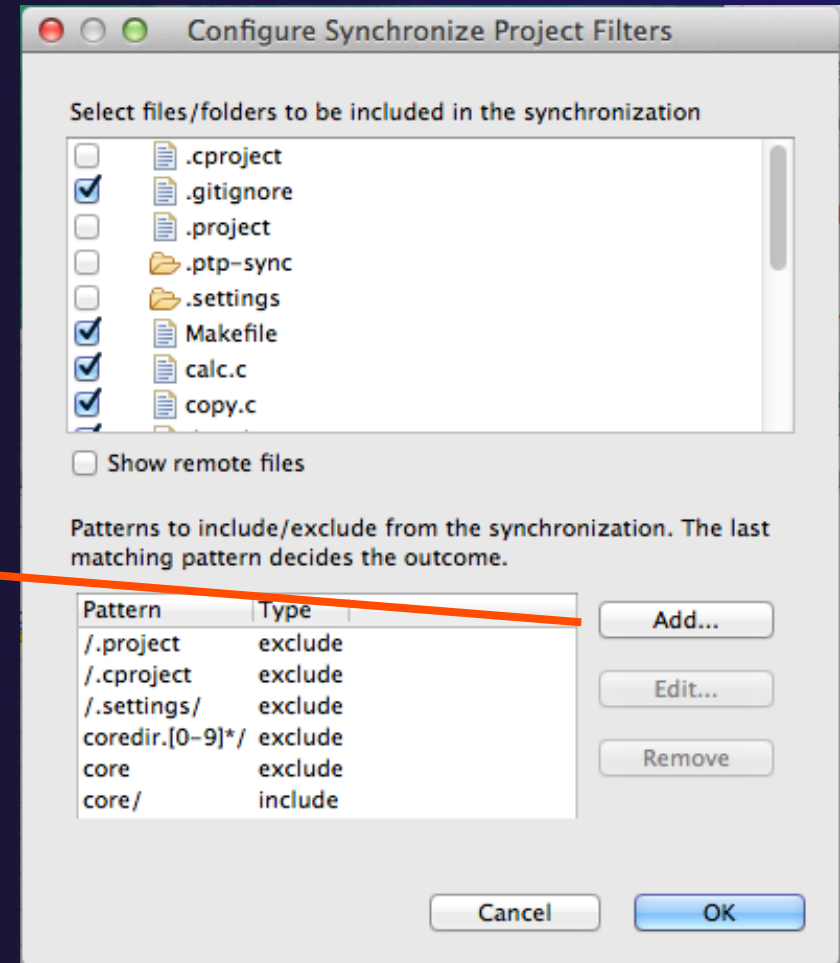 Configure Synchronize Project Filters
Select files/folders to be included in the synchronization
.cproject
.gitignore
.project
.ptp-sync
.settings
Makefile
calc.c
copy.c
Show remote files
Patterns to include/exclude from the synchronization. The last
matching pattern decides the outcome.
Pattern Type
/.project exclude
/.cproject exclude
/.settings/ exclude
coredir.[0-9]*/ exclude
core exclude
core/ include
Add...
Edit...
Remove
Cancel OK